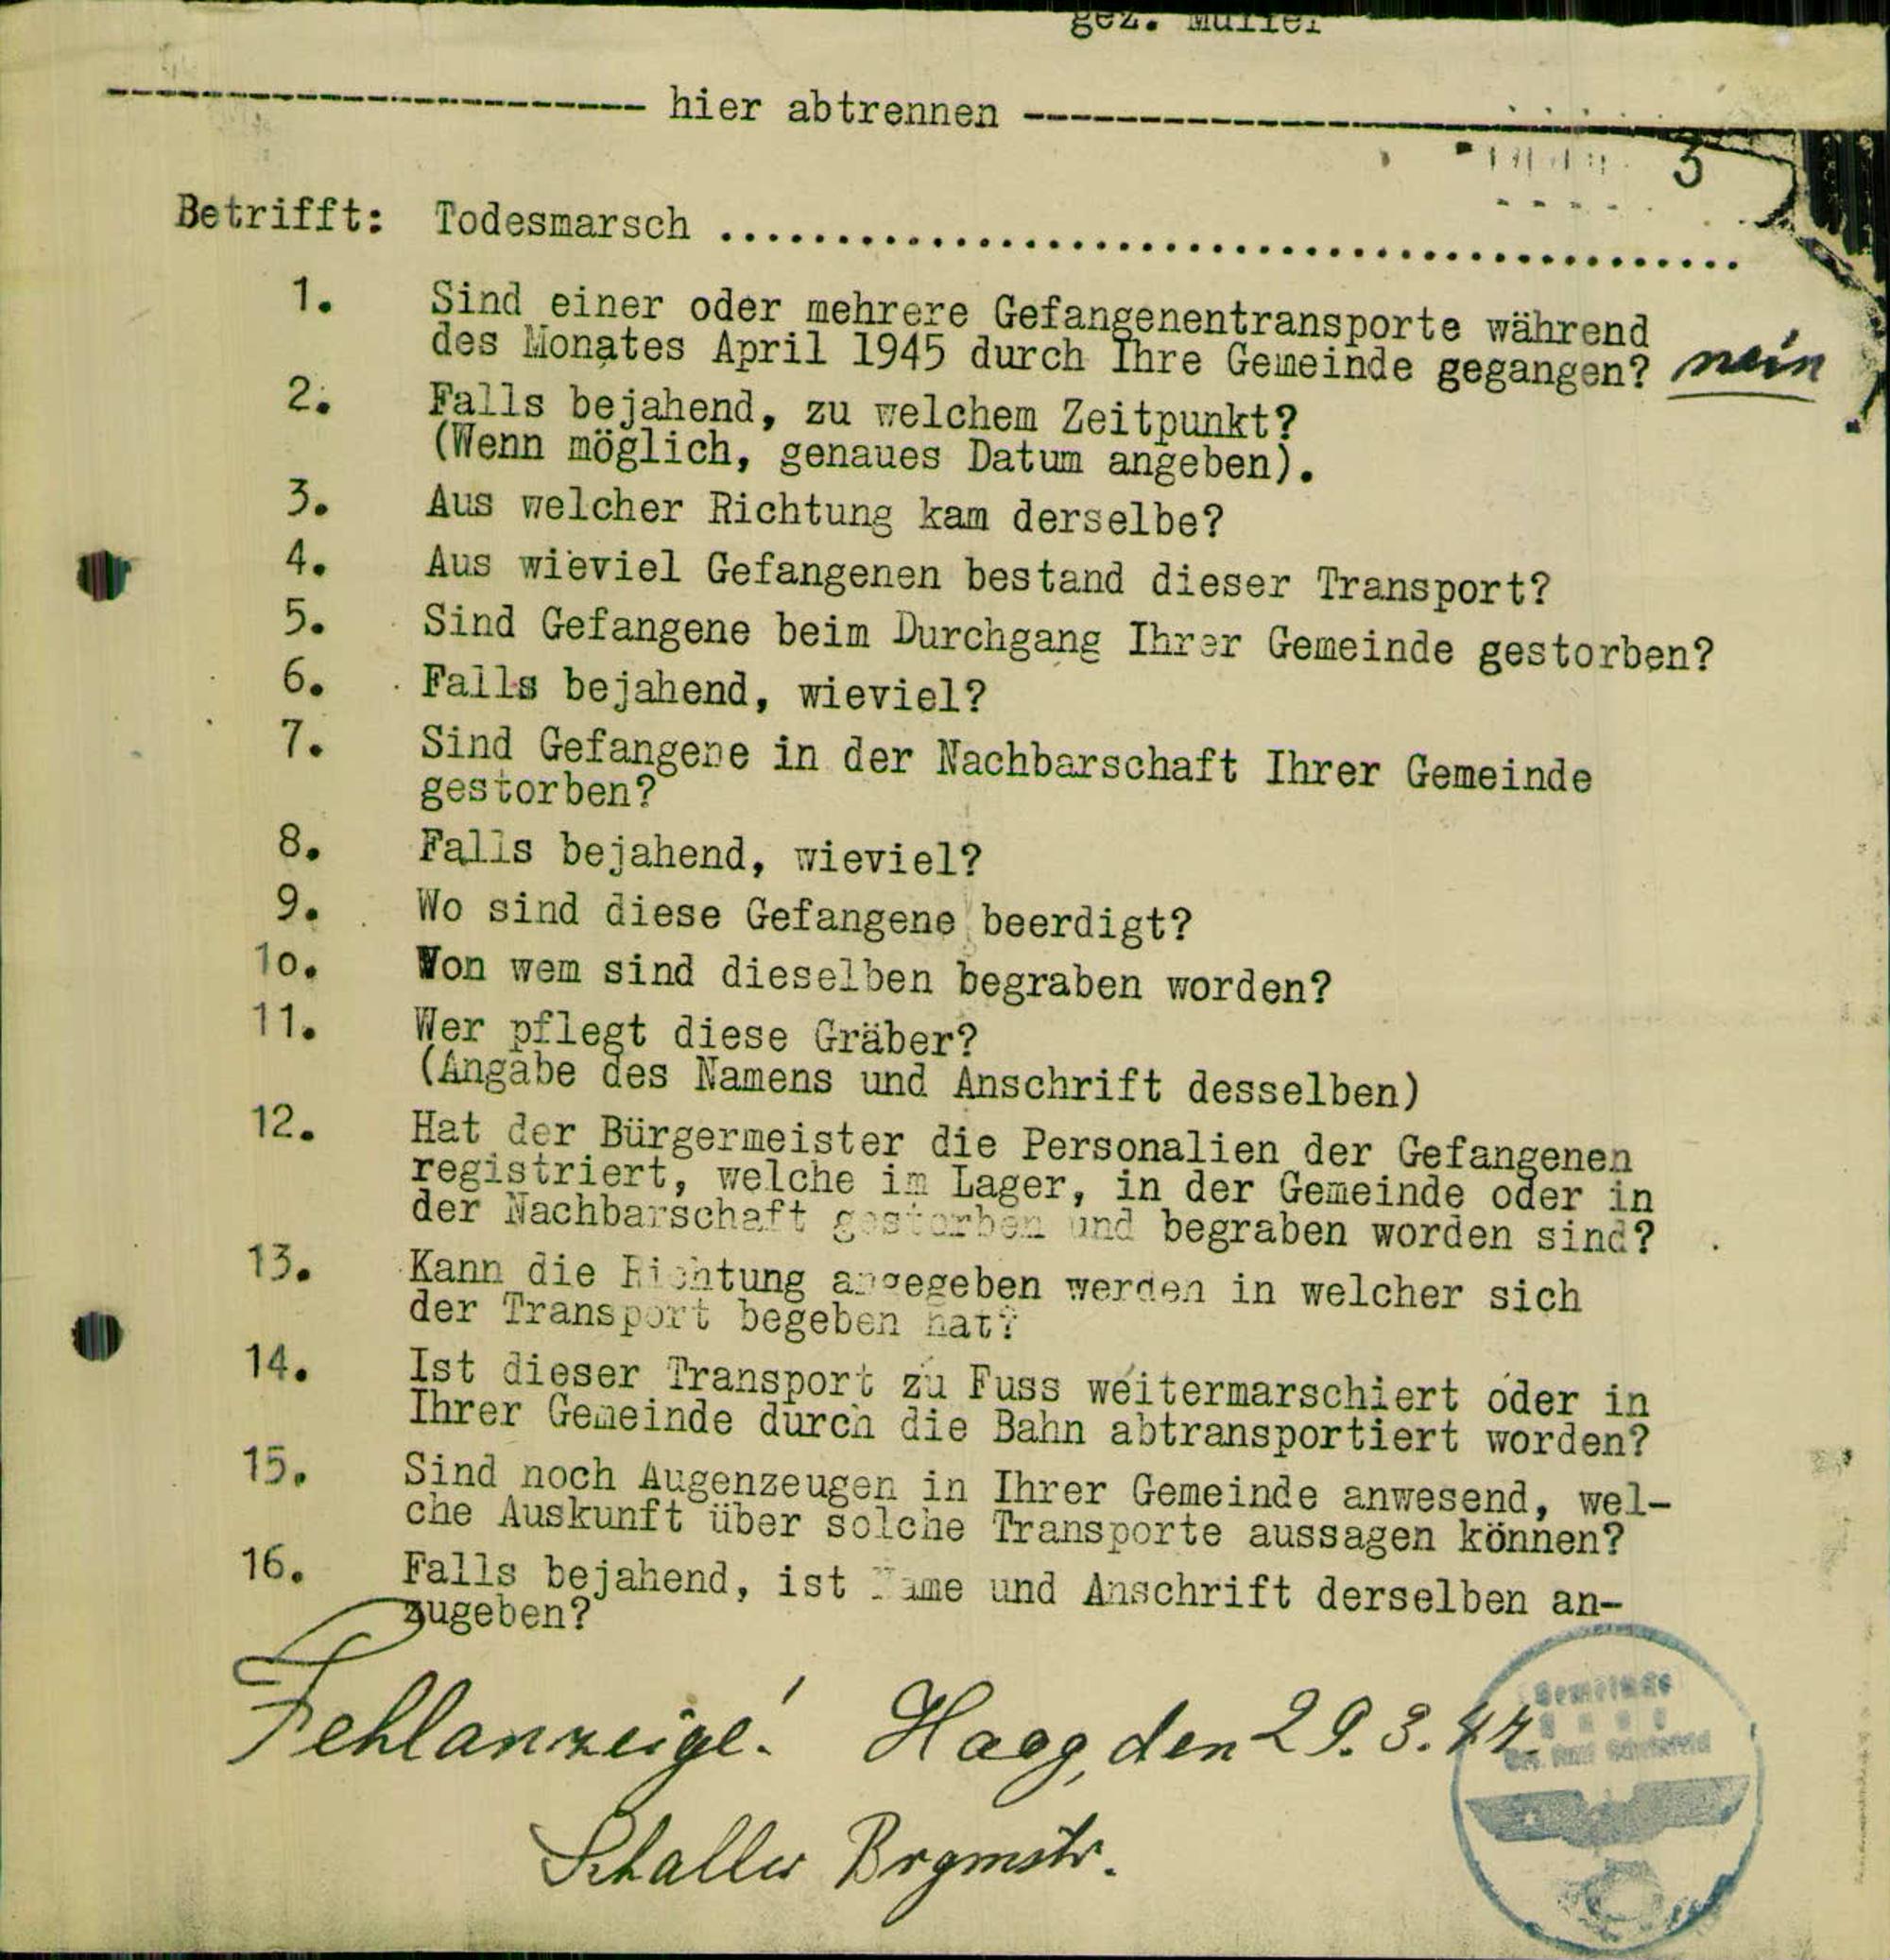 gez. Müller
hier abtrennen
3
Betrifft: Todesmarsch ............................................
1. Sind einer oder mehrere Gefangenentransporte während
des Monates April 1945 durch Ihre Gemeinde gegangen? nein
2. Falls bejahend, zu welchem Zeitpunkt?
(Wenn möglich, genaues Datum angeben).
3. Aus welcher Richtung kam derselbe?
4. Aus wieviel Gefangenen bestand dieser Transport?
5. Sind Gefangene beim Durchgang Ihrer Gemeinde gestorben?
6. Falls bejahend, wieviel?
7. Sind Gefangene in der Nachbarschaft Ihrer Gemeinde
gestorben?
8. Falls bejahend, wieviel?
9. Wo sind diese Gefangene beerdigt?
1o. Von wem sind dieselben begraben worden?
11. Wer pflegt diese Gräber?
(Angabe des Namens und Anschrift desselben)
12. Hat der Bürgermeister die Personalien der Gefangenen
registriert, welche im Lager, in der Gemeinde oder in
der Nachbarschaft gestorben und begraben worden sind?
13. Kann die Richtung angegeben werden in welcher sich
der Transport begeben hat?
14. Ist dieser Transport zu Fuss weitermarschiert oder in
Ihrer Gemeinde durch die Bahn abtransportiert worden?
15. Sind noch Augenzeugen in Ihrer Gemeinde anwesend, wel-
che Auskunft über solche Transporte aussagen können?
16. Falls bejahend, ist Name und Anschrift derselben an-
zugeben?
Fehlanzeige! Haag, den 29.3.47.
Schaller Brgmstr.
Gemeinde
Haag